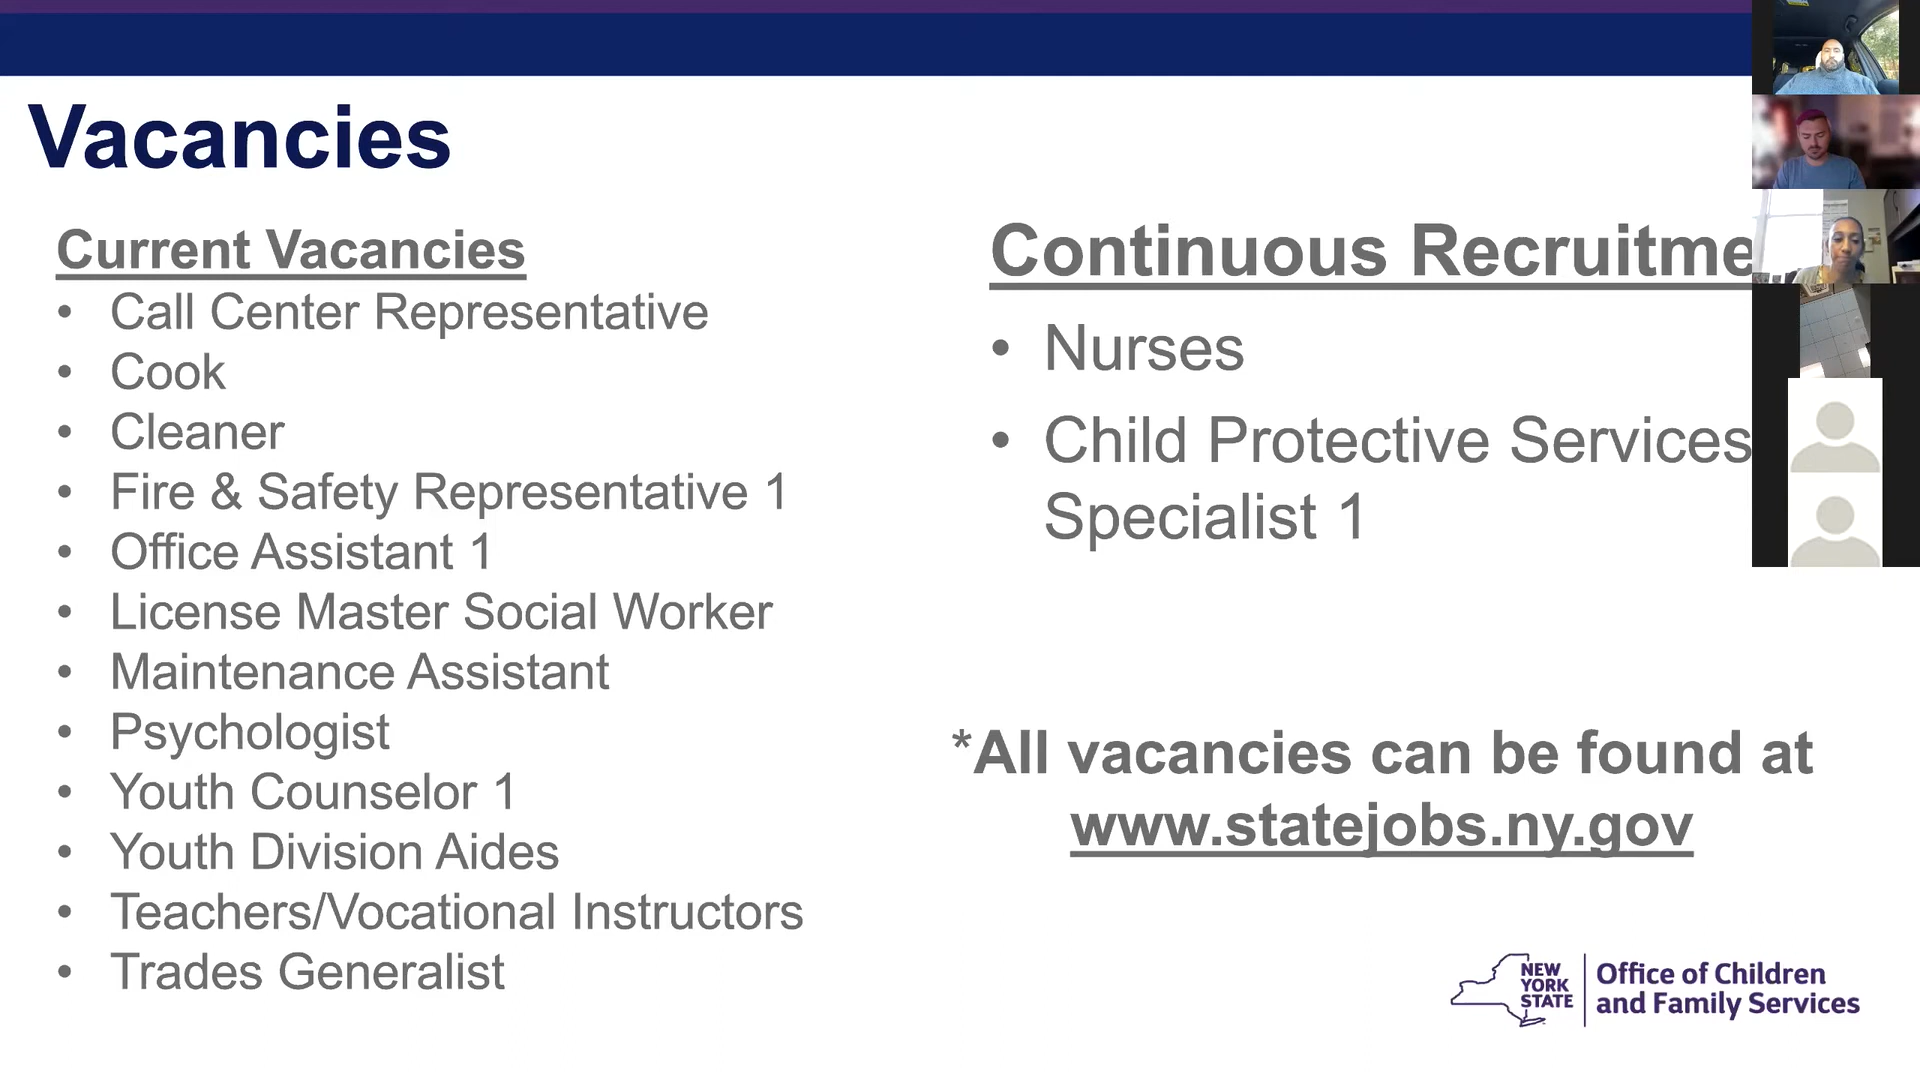 Vacancies
Current Vacancies
• Call Center Representative
• Cook
• Cleaner
• Fire & Safety Representative 1
• Office Assistant 1
• License Master Social Worker
• Maintenance Assistant
• Psychologist
• Youth Counselor 1
• Youth Division Aides
• Teachers/Vocational Instructors
• Trades Generalist
Continuous Recruitme
• Nurses
• Child Protective Services
Specialist 1
*All vacancies can be found at
www.statejobs.ny.gov
NEW
YORK
STATE
Office of Children
and Family Services